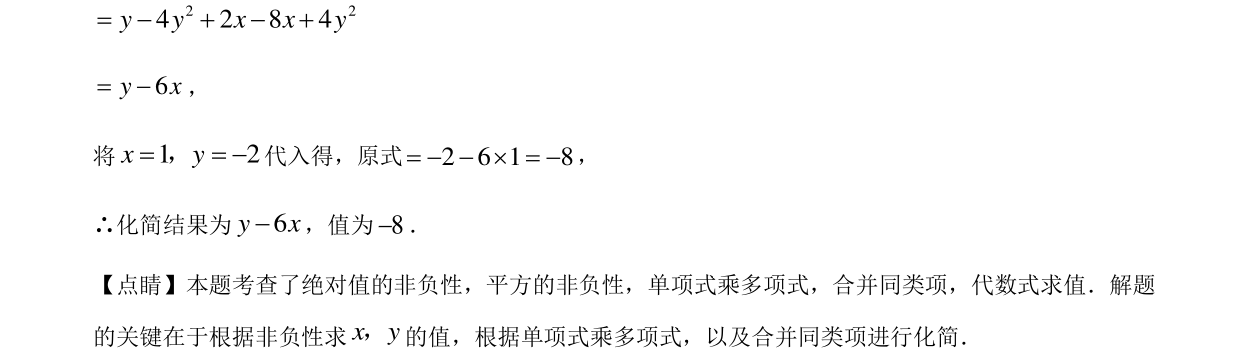 = y − 4y² + 2x − 8x + 4y²
= y − 6x，
将 x = 1，y = −2 代入得，原式 = −2 − 6×1 = −8，
∴化简结果为 y − 6x，值为 −8．
【点睛】本题考查了绝对值的非负性，平方的非负性，单项式乘多项式，合并同类项，代数式求值．解题
的关键在于根据非负性求 x，y 的值，根据单项式乘多项式，以及合并同类项进行化简．